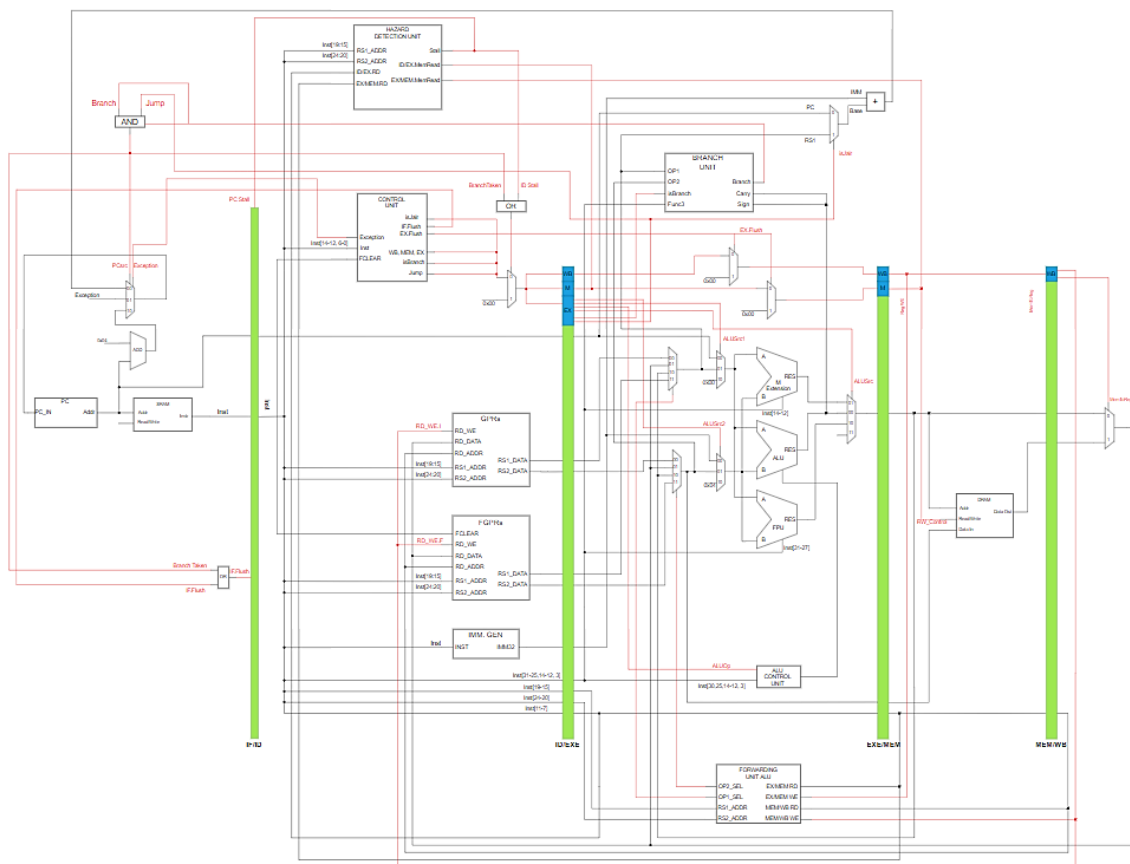 HAZARD
DETECTION UNIT
Inst[19:15]
RS1_ADDR
Stall
Inst[24:20]
RS2_ADDR
ID/EX.MemRead
ID/EX.RD
EX/MEM.MemRead
EX/MEM.RD
IMM
+
PC
Base
RS1
isJalr
Branch
Jump
AND
BRANCH
UNIT
OP1
OP2
Branch
isBranch
Carry
Func3
Sign
BranchTaken
ID Stall
OR
PC Stall
CONTROL
UNIT
isJalr
IF.Flush
EX.Flush
Exception
Inst[14-12, 6-0]
Inst
WB, MEM, EX
FCLEAR
isBranch
Jump
EX.Flush
0x00
0x00
PCsrc
Exception
Exception
WB
M
EX
WB
M
WB
ADD
ALUSrc1
ALUSrc
PC
PC_IN
Addr
Addr
Inst
Read/Write
Inst
A
B
RES
M
Extension
Inst[14-12]
GPRs
RD_WE.I
RD_WE
RD_DATA
RD_ADDR
RS1_DATA
Inst[19:15]
RS1_ADDR
RS2_DATA
Inst[24:20]
RS2_ADDR
ALUSrc2
A
B
RES
ALU
A
B
RES
FPU
Inst[31-27]
DRAM
Addr
Read/Write
Data Out
Data In
RW_Control
FGPRs
FCLEAR
RD_WE.F
RD_WE
RD_DATA
RD_ADDR
RS1_DATA
Inst[19:15]
RS1_ADDR
RS2_DATA
Inst[24:20]
RS2_ADDR
Branch Taken
OR
IF.Flush
IF.Flush
IMM. GEN
Inst
INST
IMM32
ALUOp
ALU
CONTROL
UNIT
Inst[31-25,14-12, 3]
Inst[30,25,14-12, 3]
Inst[19-15]
Inst[24-20]
Inst[11-7]
IF/ID
ID/EXE
EXE/MEM
MEM/WB
FORWARDING
UNIT ALU
OP2_SEL
EX/MEM RD
OP1_SEL
EX/MEM WE
RS1_ADDR
MEM/WB RD
RS2_ADDR
MEM/WB WE